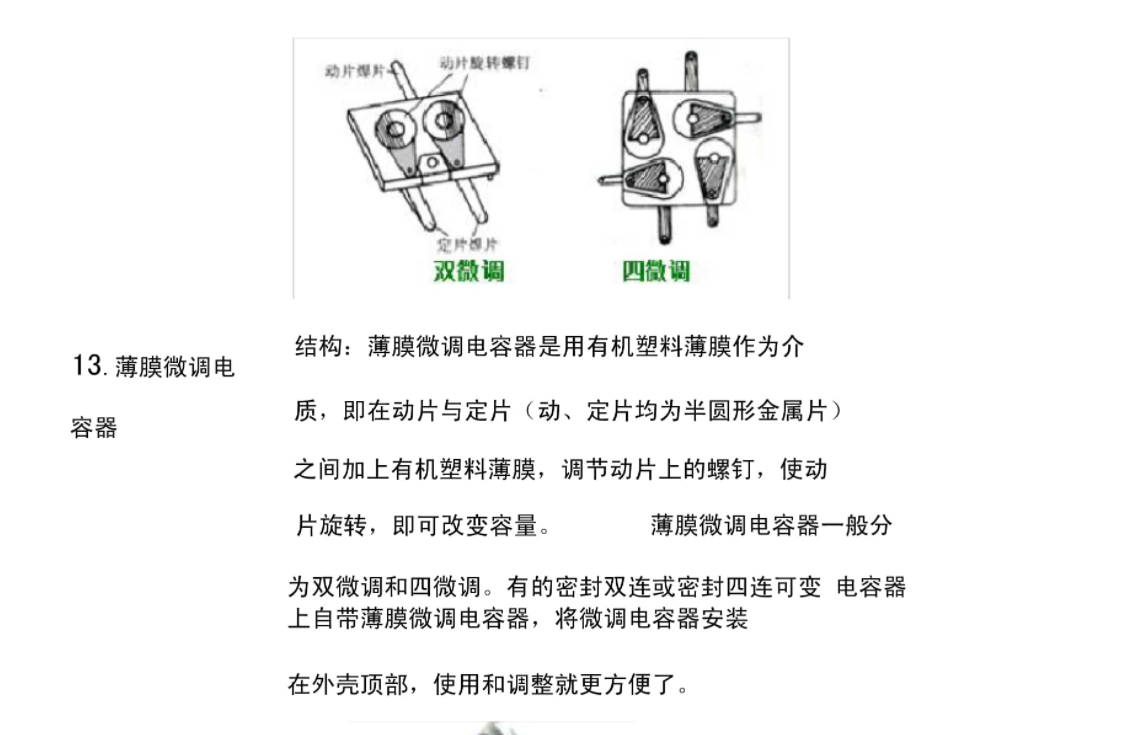 动片焊片
动片旋转螺钉
定片焊片
双微调
四微调
13.薄膜微调电
容器
结构：薄膜微调电容器是用有机塑料薄膜作为介
质，即在动片与定片（动、定片均为半圆形金属片）
之间加上有机塑料薄膜，调节动片上的螺钉，使动
片旋转，即可改变容量。 薄膜微调电容器一般分
为双微调和四微调。有的密封双连或密封四连可变 电容器
上自带薄膜微调电容器，将微调电容器安装
在外壳顶部，使用和调整就更方便了。